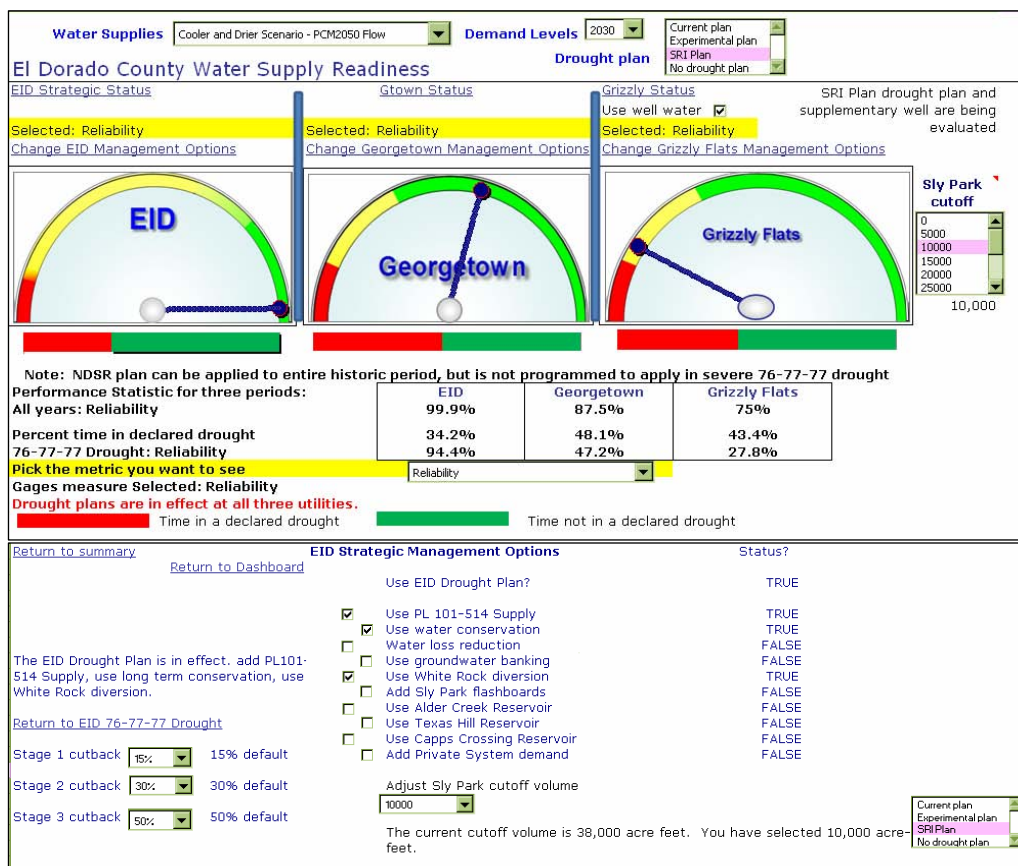 Water Supplies Cooler and Drier Scenario - PCM2050 Flow Demand Levels 2030 Current plan
Experimental plan
Drought plan SRI Plan
No drought plan
El Dorado County Water Supply Readiness
EID Strategic Status Gtown Status Grizzly Status SRI Plan drought plan and
Use well water supplementary well are being
Selected: Reliability Selected: Reliability Selected: Reliability evaluated
Change EID Management Options Change Georgetown Management Options Change Grizzly Flats Management Options
Sly Park
cutoff
EID
Georgetown
Grizzly Flats
0
5000
10000
15000
20000
25000
10,000
Note: NDSR plan can be applied to entire historic period, but is not programmed to apply in severe 76-77-77 drought
Performance Statistic for three periods: EID Georgetown Grizzly Flats
All years: Reliability 99.9% 87.5% 75%
Percent time in declared drought 34.2% 48.1% 43.4%
76-77-77 Drought: Reliability 94.4% 47.2% 27.8%
Pick the metric you want to see Reliability
Gages measure Selected: Reliability
Drought plans are in effect at all three utilities.
Time in a declared drought Time not in a declared drought
Return to summary EID Strategic Management Options Status?
Return to Dashboard
Use EID Drought Plan? TRUE
Use PL 101-514 Supply TRUE
Use water conservation TRUE
Water loss reduction FALSE
The EID Drought Plan is in effect. add PL101- Use groundwater banking FALSE
514 Supply, use long term conservation, use Use White Rock diversion TRUE
White Rock diversion. Add Sly Park flashboards FALSE
Use Alder Creek Reservoir FALSE
Return to EID 76-77-77 Drought Use Texas Hill Reservoir FALSE
Use Capps Crossing Reservoir FALSE
Stage 1 cutback 15% 15% default Add Private System demand FALSE
Stage 2 cutback 30% 30% default Adjust Sly Park cutoff volume
10000
Stage 3 cutback 50% 50% default
The current cutoff volume is 38,000 acre feet. You have selected 10,000 acre-
feet.
Current plan
Experimental plan
SRI Plan
No drought plan